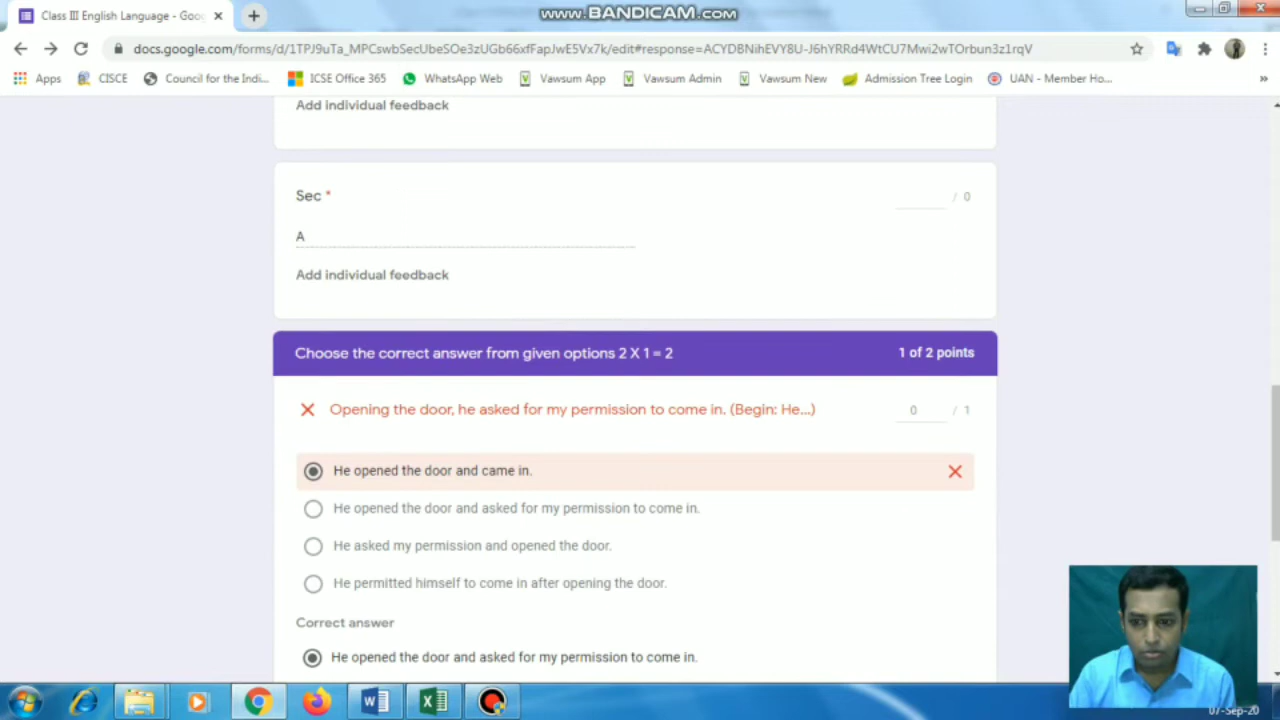 www.BANDICAM.com
Class III English Language - Goog
docs.google.com/forms/d/1TPJ9uTa_MPCswbSecUbeSOe3zUGb66xfFapJwE5Vx7k/edit#response=ACYDBNihEVY8U-J6hYRRd4WtCU7Mwi2wTOrbun3z1rqV
Apps CISCE Council for the Indi... ICSE Office 365 WhatsApp Web Vawsum App Vawsum Admin Vawsum New Admission Tree Login UAN - Member Ho... »
Add individual feedback
Sec * / 0
A
Add individual feedback
Choose the correct answer from given options 2 X 1 = 2 1 of 2 points
Opening the door, he asked for my permission to come in. (Begin: He...) 0 / 1
He opened the door and came in.
He opened the door and asked for my permission to come in.
He asked my permission and opened the door.
He permitted himself to come in after opening the door.
Correct answer
He opened the door and asked for my permission to come in.
07-Sep-20